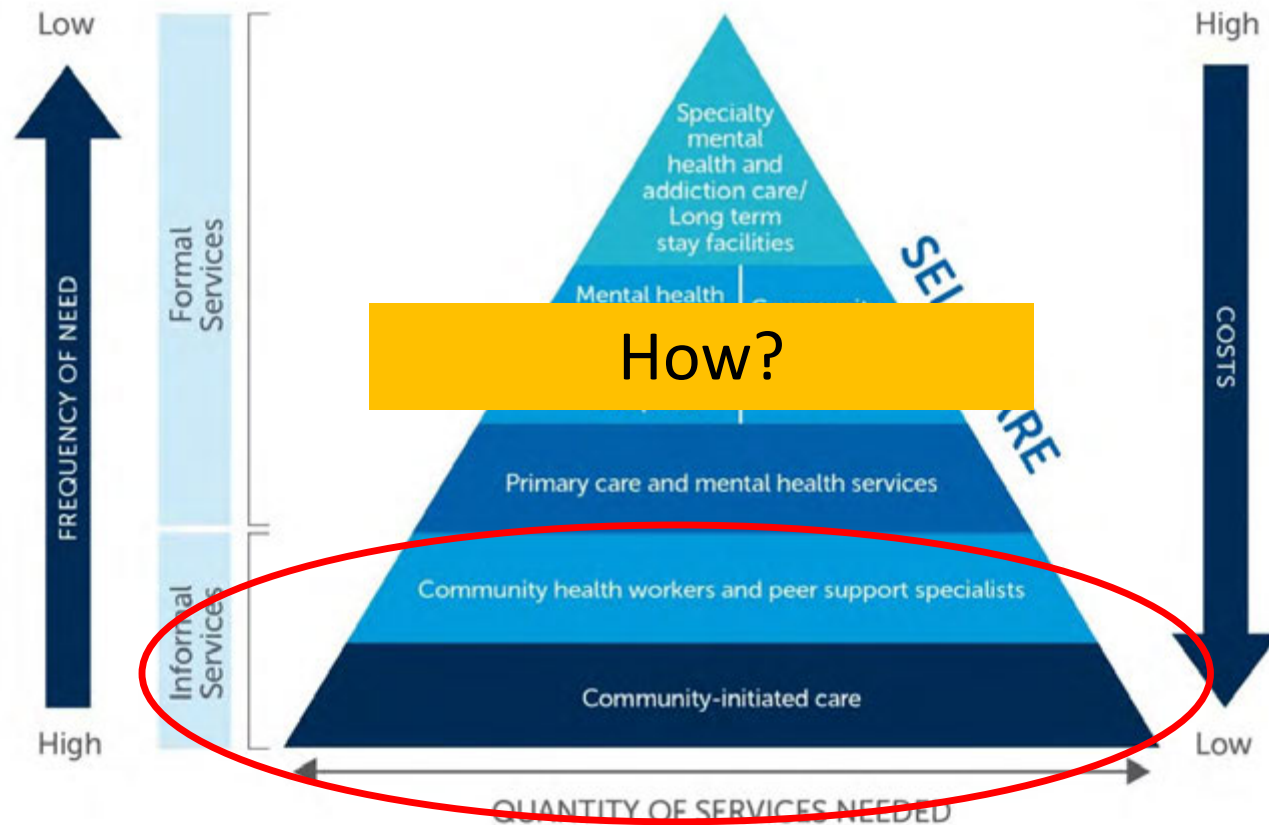 Low
High
FREQUENCY OF NEED
Formal
Services
Informal
Services
Low
High
COSTS
Specialty
mental
health and
addiction care/
Long term
stay facilities
Mental health
How?
Primary care and mental health services
Community health workers and peer support specialists
Community-initiated care
High
Low
QUANTITY OF SERVICES NEEDED